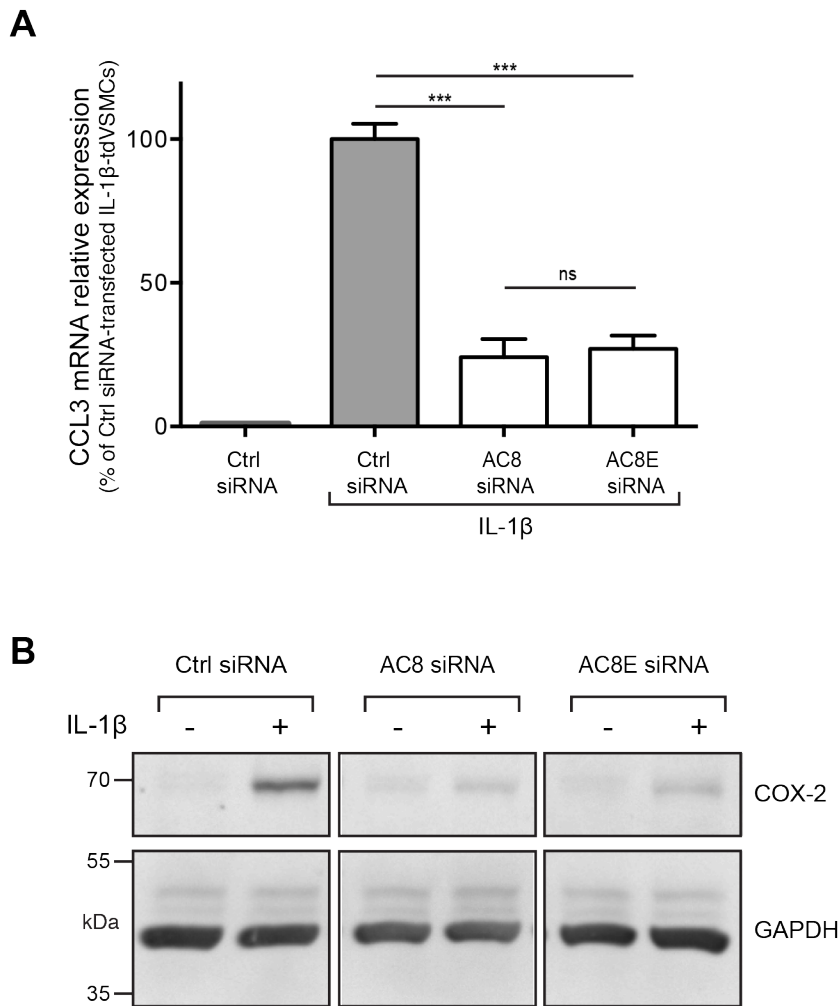 A
CCL3 mRNA relative expression
(% of Ctrl siRNA-transfected IL-1β-tdVSMCs)
100
50
0
***
***
ns
Ctrl
siRNA
Ctrl
siRNA
AC8
siRNA
AC8E
siRNA
IL-1β
B
Ctrl siRNA
AC8 siRNA
AC8E siRNA
IL-1β - + - + - +
70
COX-2
55
kDa
GAPDH
35